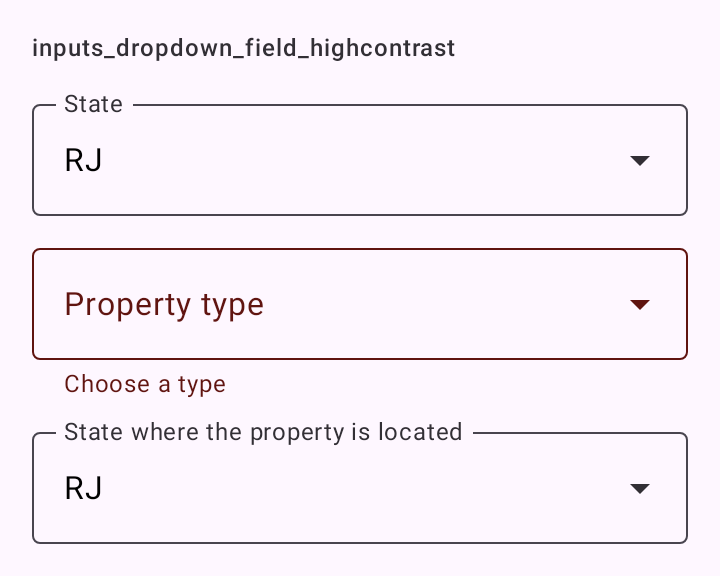 inputs_dropdown_field_highcontrast
State
RJ
Property type
Choose a type
State where the property is located
RJ